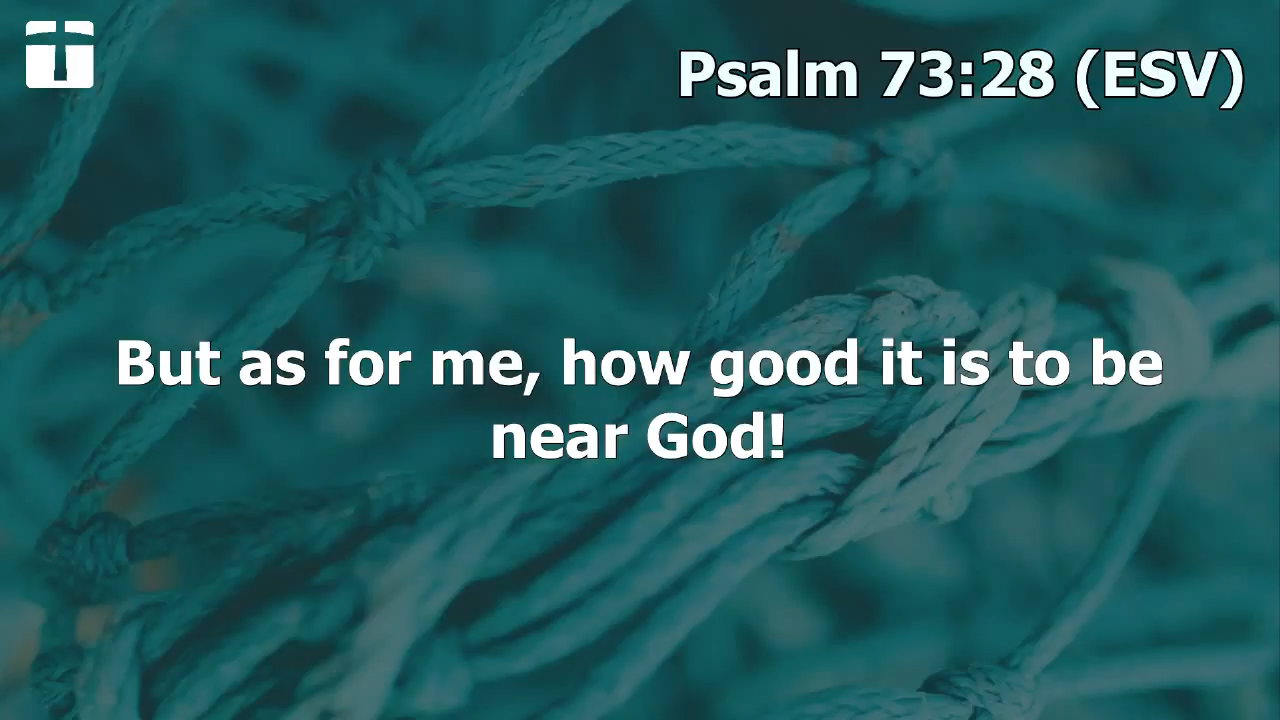 Psalm 73:28 (ESV)
But as for me, how good it is to be
near God!